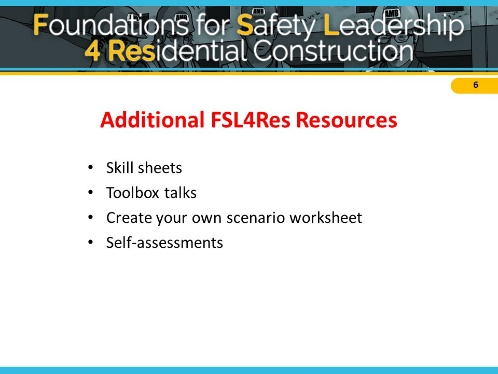 Foundations for Safety Leadership
4 Residential Construction
6
Additional FSL4Res Resources
• Skill sheets
• Toolbox talks
• Create your own scenario worksheet
• Self-assessments